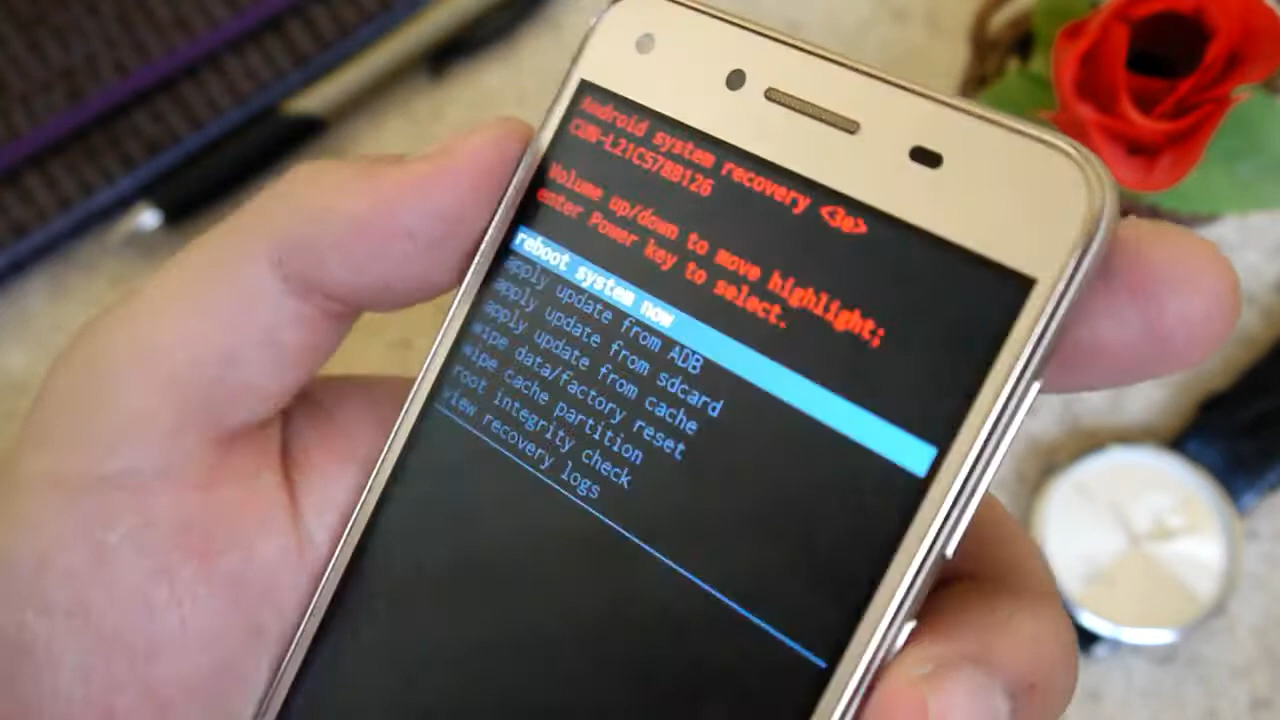 Android system recovery <3e>
CUN-L21C578B126
Volume up/down to move highlight;
enter Power key to select.
reboot system now
apply update from ADB
apply update from sdcard
apply update from cache
wipe data/factory reset
wipe cache partition
root integrity check
view recovery logs